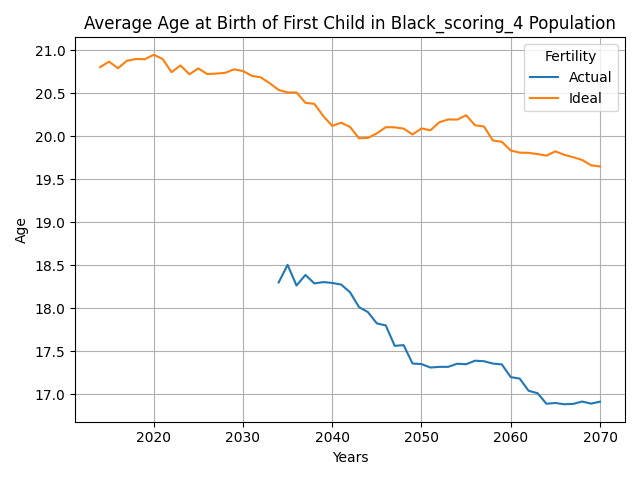 Average Age at Birth of First Child in Black_scoring_4 Population
Fertility
Actual
Ideal
Age
21.0
20.5
20.0
19.5
19.0
18.5
18.0
17.5
17.0
2020 2030 2040 2050 2060 2070
Years